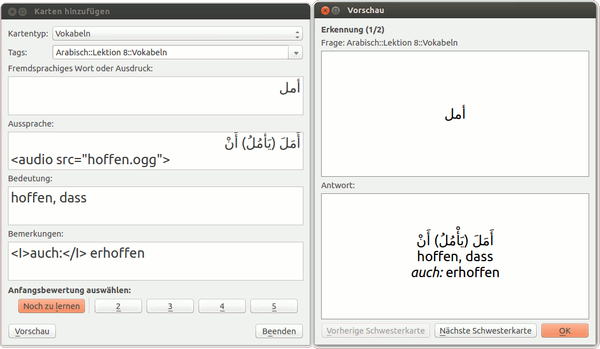 Karten hinzufügen
Kartentyp: Vokabeln
Tags: Arabisch::Lektion 8::Vokabeln
Fremdsprachiges Wort oder Ausdruck:
أمل
Aussprache:
أَمَلَ (يَأمُلُ) أَنْ
<audio src="hoffen.ogg">
Bedeutung:
hoffen, dass
Bemerkungen:
<I>auch:</I> erhoffen
Anfangsbewertung auswählen:
Noch zu lernen 2 3 4 5
Vorschau Beenden
Vorschau
Erkennung (1/2)
Frage: Arabisch::Lektion 8::Vokabeln
أمل
Antwort:
أَمَلَ (يَأْمُلُ) أَنْ
hoffen, dass
auch: erhoffen
Vorherige Schwesterkarte Nächste Schwesterkarte OK